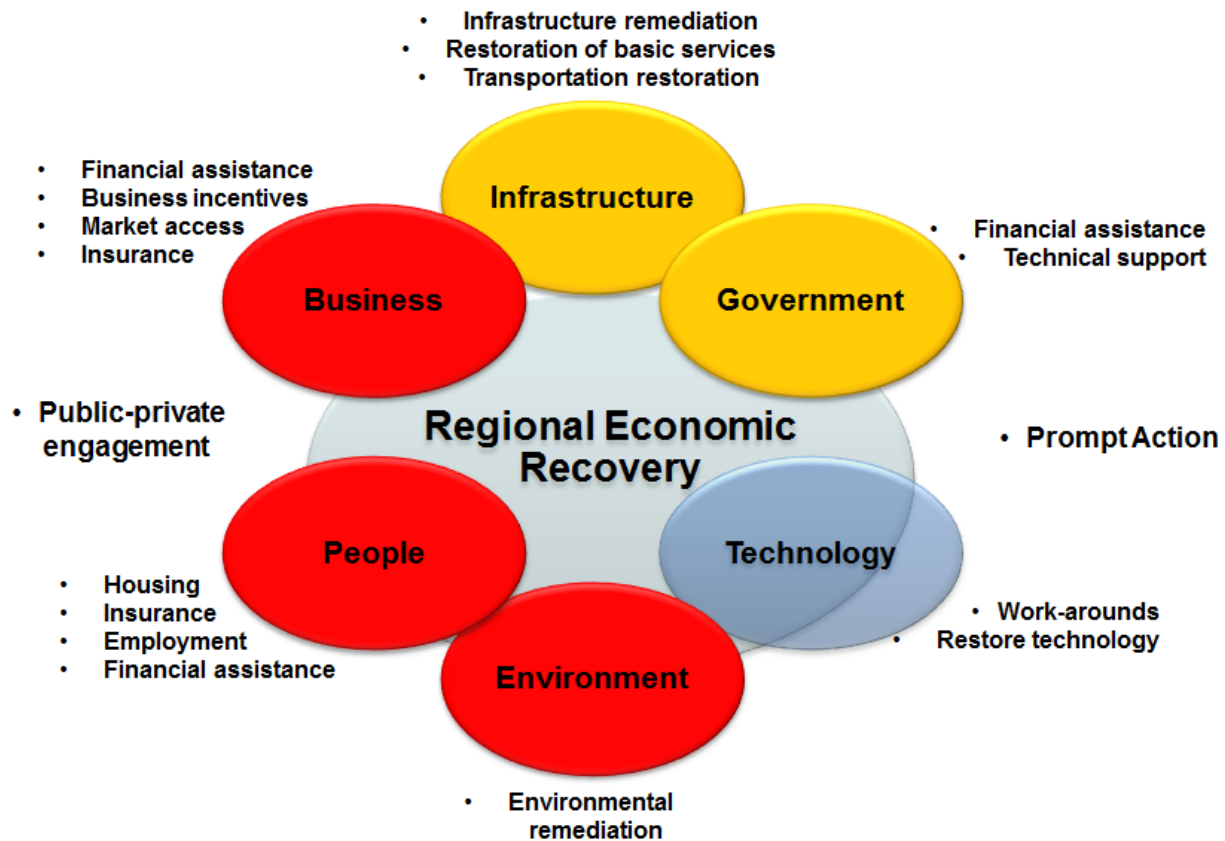 • Infrastructure remediation
• Restoration of basic services
• Transportation restoration
Infrastructure
• Financial assistance
• Business incentives
• Market access
• Insurance
Business
• Financial assistance
• Technical support
Government
• Public-private
engagement
Regional Economic
Recovery
• Prompt Action
People
• Housing
• Insurance
• Employment
• Financial assistance
Technology
• Work-arounds
• Restore technology
Environment
• Environmental
remediation